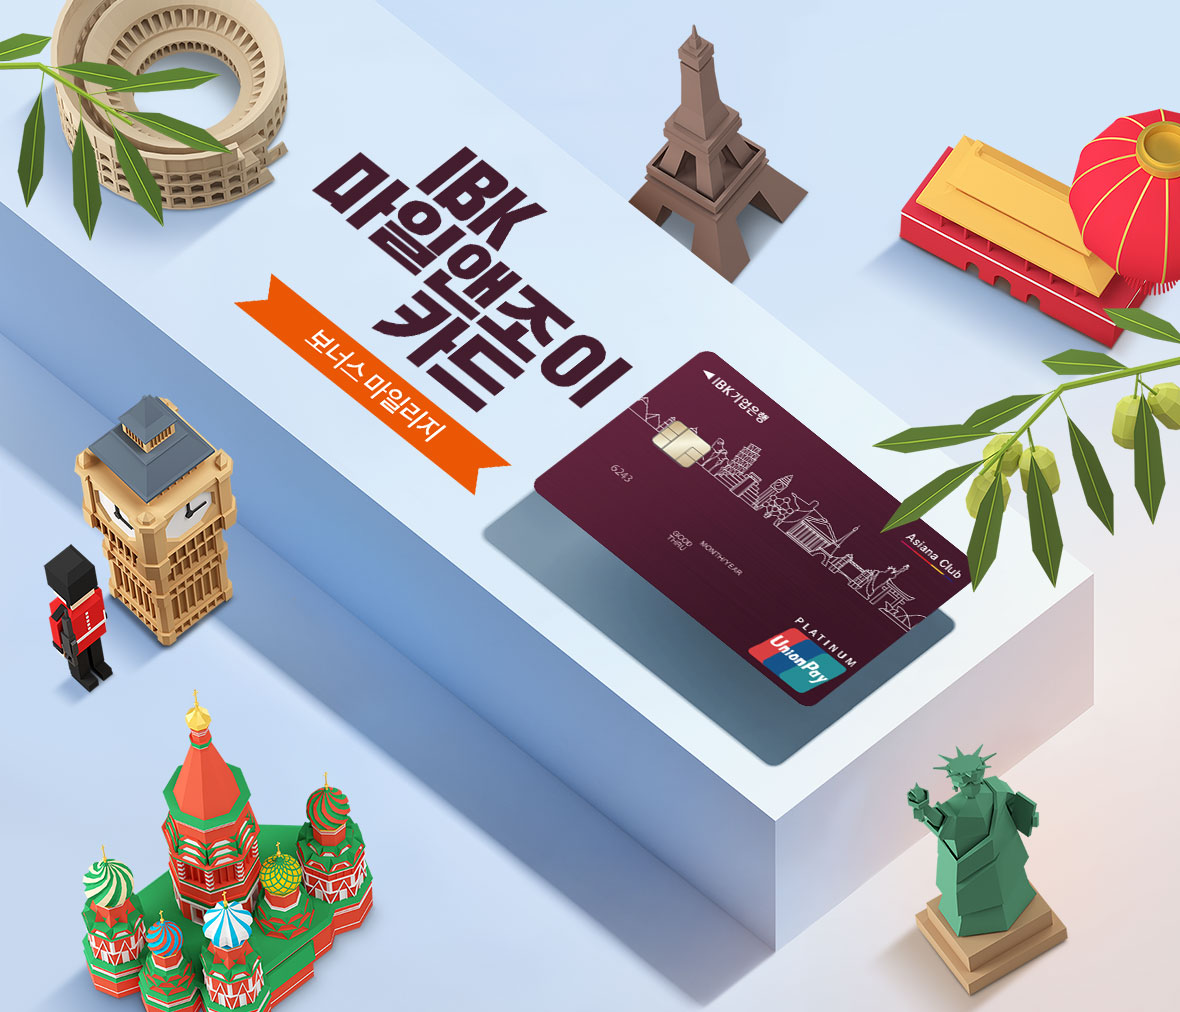 IBK
마일앤조이
카드
보너스 마일리지
IBK기업은행
6243
GOOD
THRU
MONTH/YEAR
Asiana Club
PLATINUM
UnionPay